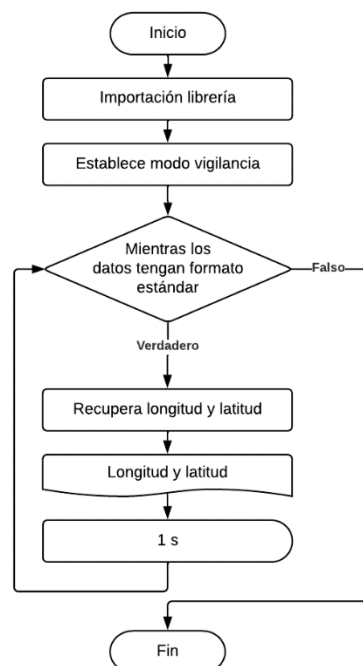 Inicio
Importación librería
Establece modo vigilancia
Mientras los
datos tengan formato
estándar
Falso
Verdadero
Recupera longitud y latitud
Longitud y latitud
1 s
Fin